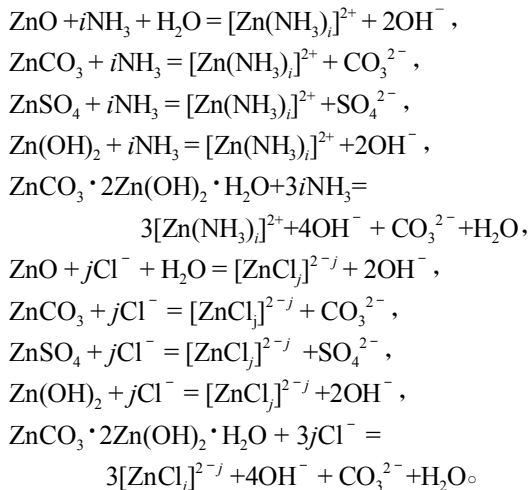 ZnO +iNH₃ + H₂O = [Zn(NH₃)ᵢ]²⁺ + 2OH⁻,
ZnCO₃ + iNH₃ = [Zn(NH₃)ᵢ]²⁺ + CO₃²⁻,
ZnSO₄ + iNH₃ = [Zn(NH₃)ᵢ]²⁺ +SO₄²⁻,
Zn(OH)₂ + iNH₃ = [Zn(NH₃)ᵢ]²⁺ +2OH⁻,
ZnCO₃·2Zn(OH)₂·H₂O+3iNH₃=
3[Zn(NH₃)ᵢ]²⁺+4OH⁻ + CO₃²⁻+H₂O,
ZnO +jCl⁻ + H₂O = [ZnClⱼ]²⁻ʲ + 2OH⁻,
ZnCO₃ +jCl⁻ = [ZnClⱼ]²⁻ʲ + CO₃²⁻,
ZnSO₄ +jCl⁻ = [ZnClⱼ]²⁻ʲ +SO₄²⁻,
Zn(OH)₂ +jCl⁻ = [ZnClⱼ]²⁻ʲ +2OH⁻,
ZnCO₃·2Zn(OH)₂·H₂O + 3jCl⁻ =
3[ZnClⱼ]²⁻ʲ +4OH⁻ + CO₃²⁻+H₂O。